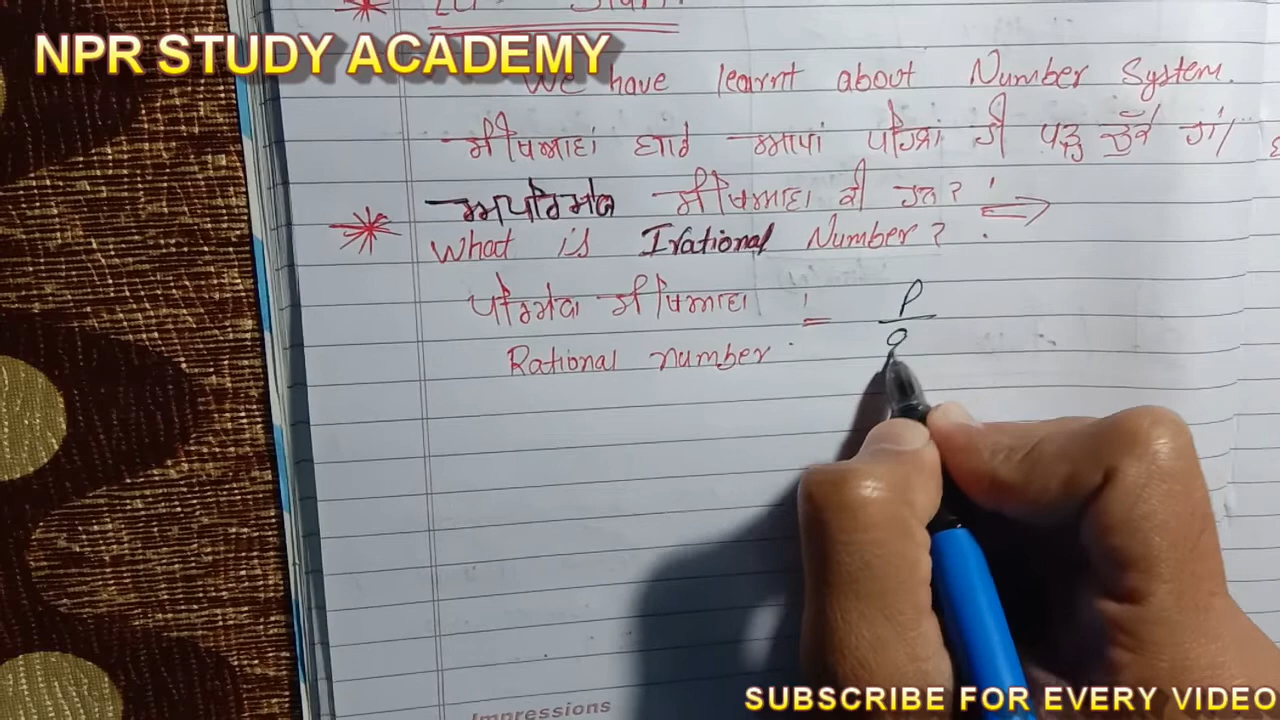 NPR STUDY ACADEMY
We have learnt about Number System.
ਸੰਖਿਆਵਾਂ ਬਾਰੇ ਆਪਾਂ ਪਹਿਲਾਂ ਹੀ ਪੜ੍ਹ ਚੁੱਕੇ ਹਾਂ।
ਅਪਰਿਮੇਯ ਸੰਖਿਆਵਾਂ ਕੀ ਹਨ? ⇒
What is Irational Number?
ਪਰਿਮੇਯ ਸੰਖਿਆਵਾਂ = P
Rational number
Impressions
SUBSCRIBE FOR EVERY VIDEO